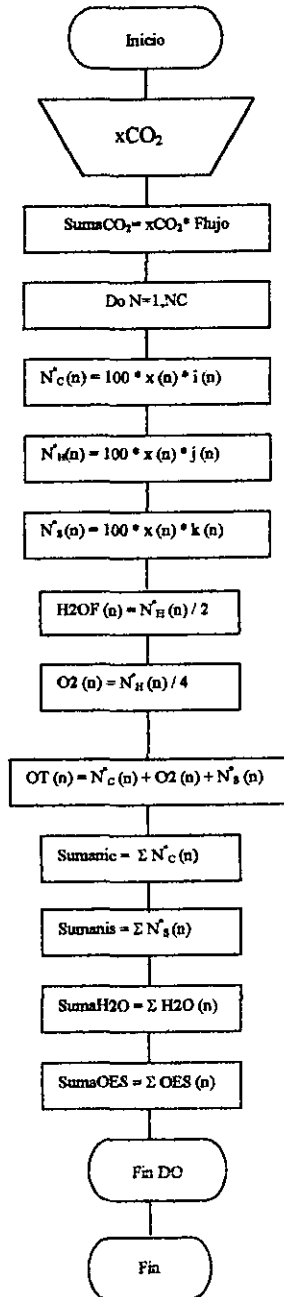 Inicio
xCO₂
SumaCO₂= xCO₂* Flujo
Do N=1,NC
N°C (n) = 100 * x (n) * i (n)
N°H(n) = 100 * x (n) * j (n)
N°S(n) = 100 * x (n) * k (n)
H2OF (n) = N°H (n) / 2
O2 (n) = N°H (n) / 4
OT (n) = N°C (n) + O2 (n) + N°S (n)
Sumanic = Σ N°C (n)
Sumanis = Σ N°S (n)
SumaH2O = Σ H2O (n)
SumaOES = Σ OES (n)
Fin DO
Fin